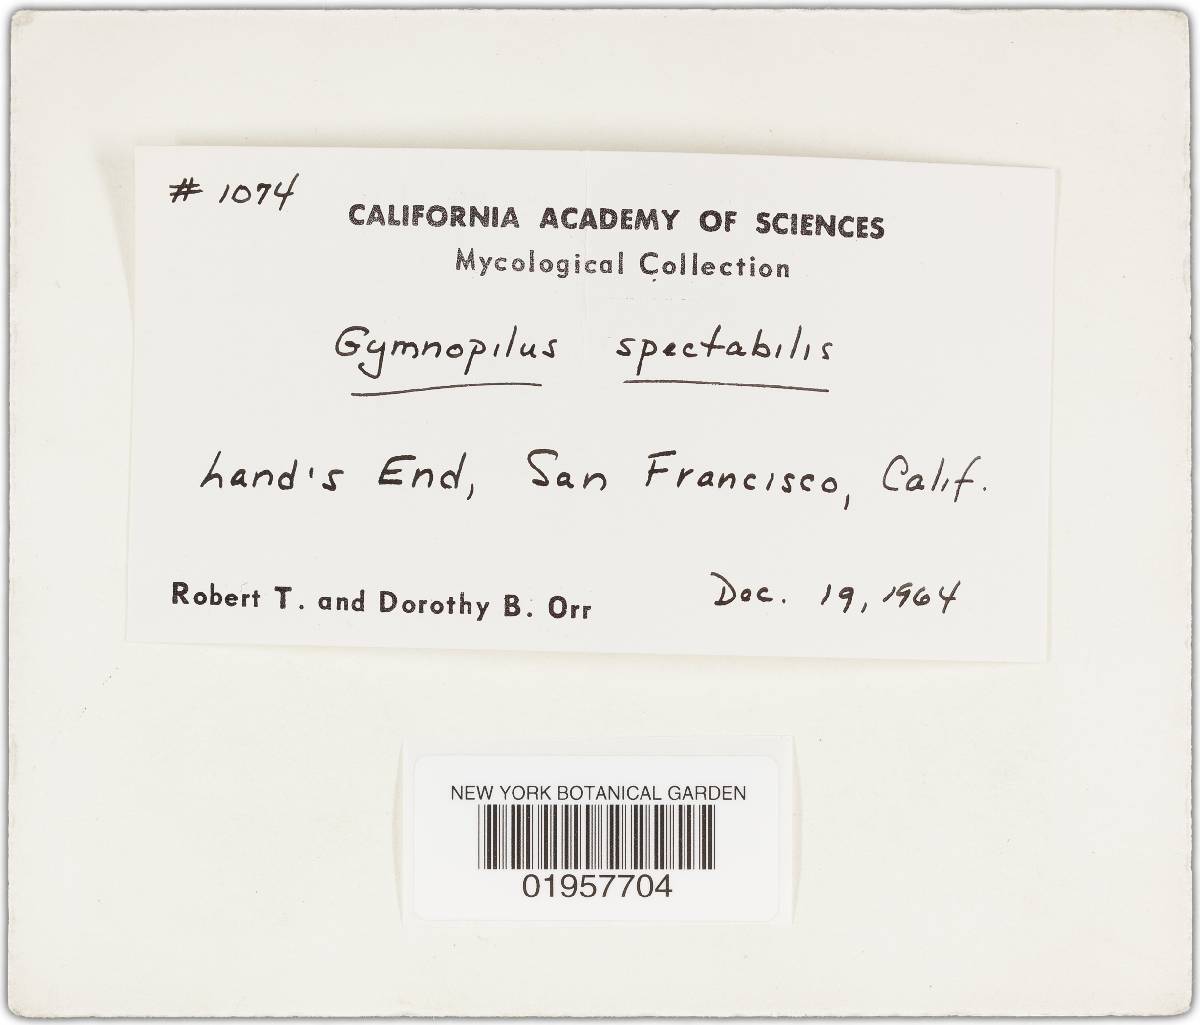 # 1074
CALIFORNIA ACADEMY OF SCIENCES
Mycological Collection
Gymnopilus spectabilis
Land's End, San Francisco, Calif.
Robert T. and Dorothy B. Orr Dec. 19, 1964
NEW YORK BOTANICAL GARDEN
01957704